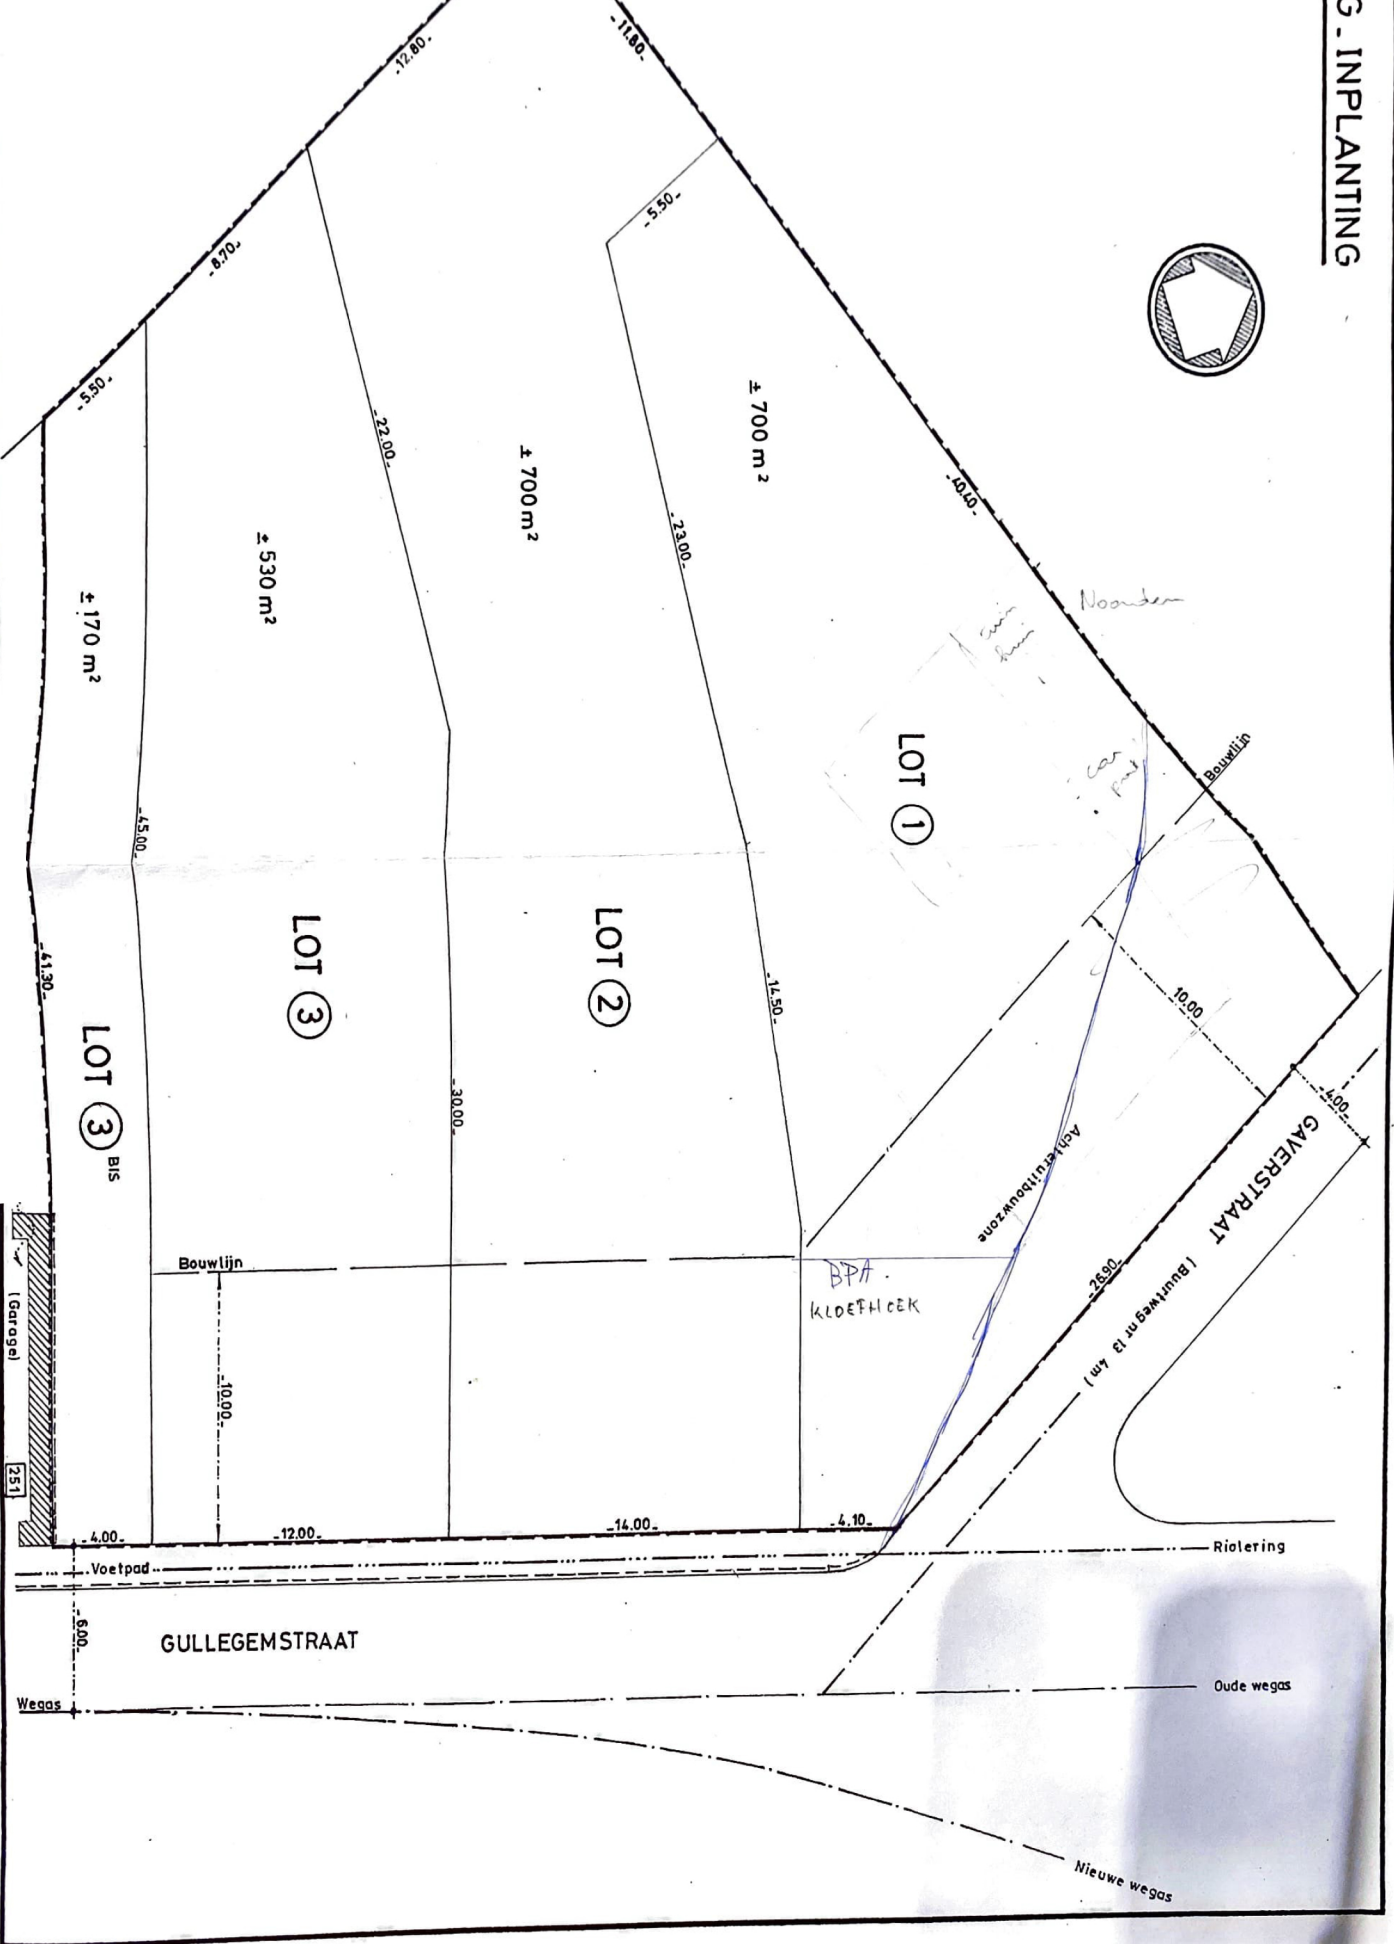 G. INPLANTING
-12.80-
-11.80-
-5.50-
-8.70-
-5.50-
-22.00-
± 700 m²
± 700 m²
-40.40-
-23.00-
± 530 m²
± 170 m²
Noorden
Bouwlijn
LOT 1
-45.00-
LOT 2
LOT 3
-41.30-
-14.50-
10.00
LOT 3 BIS
-30.00-
-4.00-
GAVERSTRAAT (Buurtweg nr 13 4m)
Achteruitbouwzone
Bouwlijn
-26.90-
BPA.
KLOEFHOEK
(Garage)
-10.00-
251
-4.00-
-12.00-
-14.00-
-4.10-
Voetpad
Riolering
-6.00-
GULLEGEMSTRAAT
Wegas
Oude wegas
Nieuwe wegas